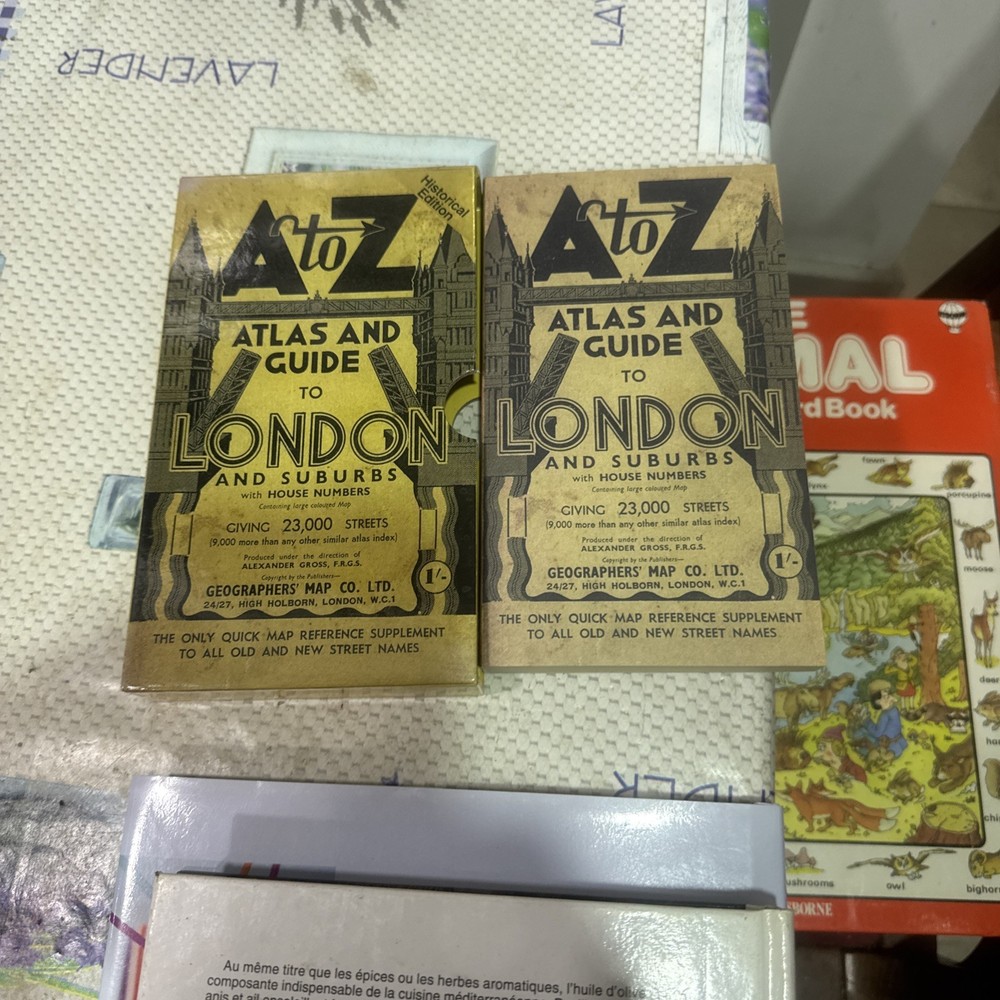 LAVENDER
LA
A to Z
Historical
Edition
ATLAS AND
GUIDE
TO
LONDON
AND SUBURBS
with HOUSE NUMBERS
Containing large coloured Map
GIVING 23,000 STREETS
(9,000 more than any other similar atlas index)
Produced under the direction of
ALEXANDER GROSS, F.R.G.S.
Copyright by the Publishers—
GEOGRAPHERS' MAP CO. LTD.
24/27, HIGH HOLBORN, LONDON, W.C.1
1/-
THE ONLY QUICK MAP REFERENCE SUPPLEMENT
TO ALL OLD AND NEW STREET NAMES
A to Z
ATLAS AND
GUIDE
TO
LONDON
AND SUBURBS
with HOUSE NUMBERS
Containing large coloured Map
GIVING 23,000 STREETS
(9,000 more than any other similar atlas index)
Produced under the direction of
ALEXANDER GROSS, F.R.G.S.
Copyright by the Publishers—
GEOGRAPHERS' MAP CO. LTD.
24/27, HIGH HOLBORN, LONDON, W.C.1
1/-
THE ONLY QUICK MAP REFERENCE SUPPLEMENT
TO ALL OLD AND NEW STREET NAMES
E
MAL
rd Book
fawn
porcupine
moose
deer
owl
bighorn
ushrooms
SBORNE
NDER
Au même titre que les épices ou les herbes aromatiques, l'huile d'olive
composante indispensable de la cuisine méditerranéenne
anis et ail